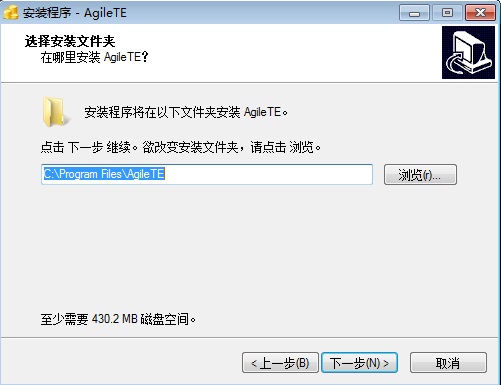 安装程序 - AgileTE
选择安装文件夹
在哪里安装 AgileTE?
安装程序将在以下文件夹安装 AgileTE。
点击 下一步 继续。欲改变安装文件夹，请点击 浏览。
C:\Program Files\AgileTE
浏览(r)...
至少需要 430.2 MB 磁盘空间。
< 上一步(B)
下一步(N) >
取消